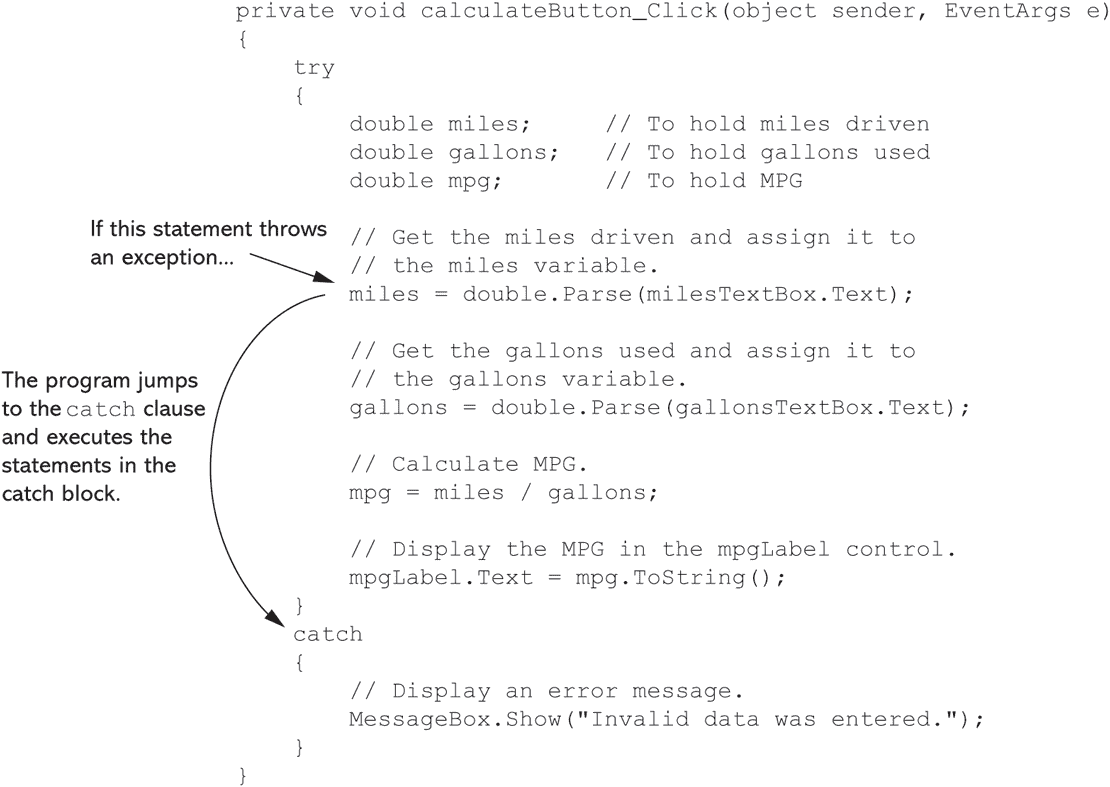 private void calculateButton_Click(object sender, EventArgs e)
{
try
{
double miles;      // To hold miles driven
double gallons;   // To hold gallons used
double mpg;        // To hold MPG
If this statement throws
an exception...
// Get the miles driven and assign it to
// the miles variable.
miles = double.Parse(milesTextBox.Text);
The program jumps
to the catch clause
and executes the
statements in the
catch block.
// Get the gallons used and assign it to
// the gallons variable.
gallons = double.Parse(gallonsTextBox.Text);
// Calculate MPG.
mpg = miles / gallons;
// Display the MPG in the mpgLabel control.
mpgLabel.Text = mpg.ToString();
}
catch
{
// Display an error message.
MessageBox.Show("Invalid data was entered.");
}
}